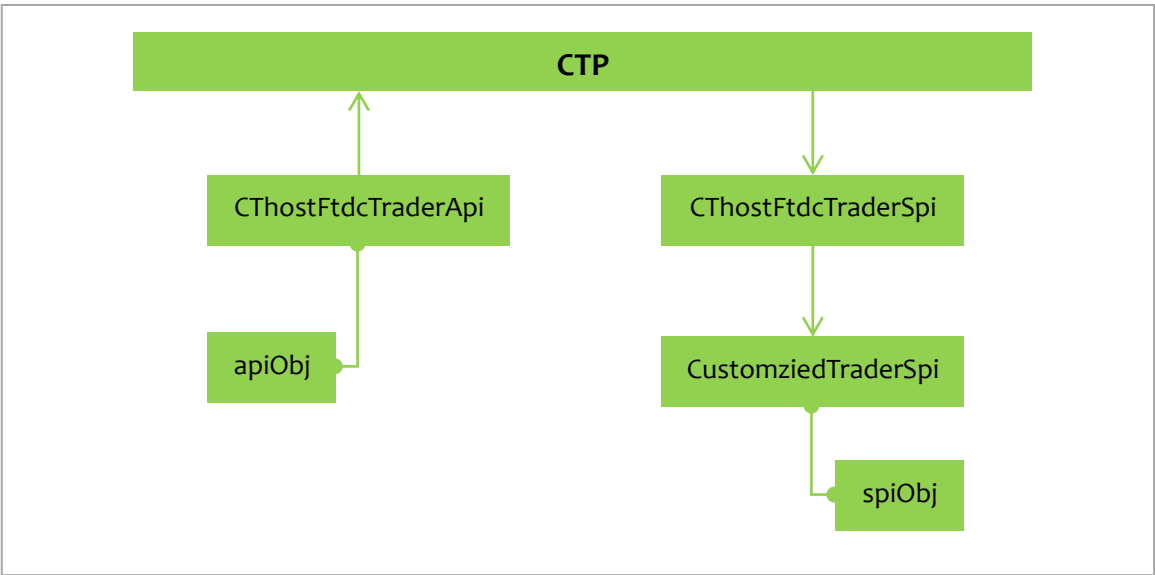 CTP
CThostFtdcTraderApi
CThostFtdcTraderSpi
apiObj
CustomziedTraderSpi
spiObj